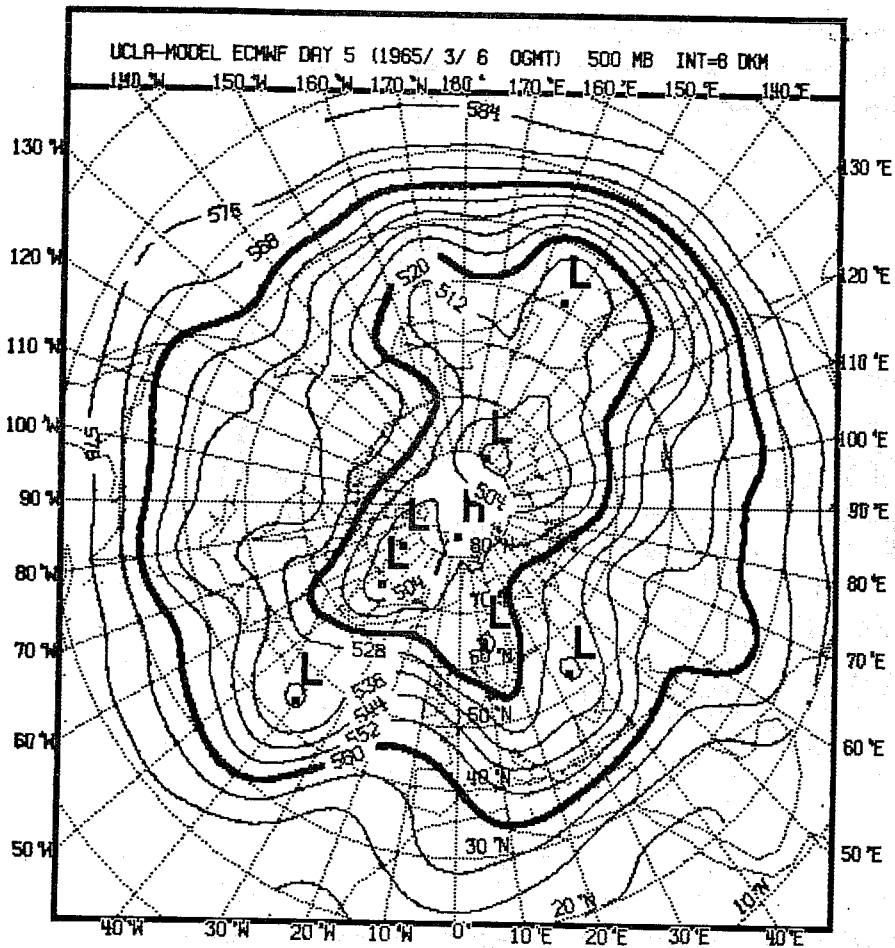 UCLA-MODEL ECMWF DAY 5 (1965/ 3/ 6 0GMT) 500 MB INT=8 DKM
140°W 150°W 160°W 170°W 180° 170°E 160°E 150°E 140°E
584
130°W 130°E
576
568
120°W 120°E
520 L
512
110°W 110°E
100°W 100°E
576 L
504
90°W L H 90°E
L 80°N
504
80°W 80°E
70°N
L
70°W 528 60°N L 70°E
L 536
544 50°N
60°W 552 60°E
560 40°N
50°W 30°N 50°E
20°N 10°N
40°W 30°W 20°W 10°W 0° 10°E 20°E 30°E 40°E